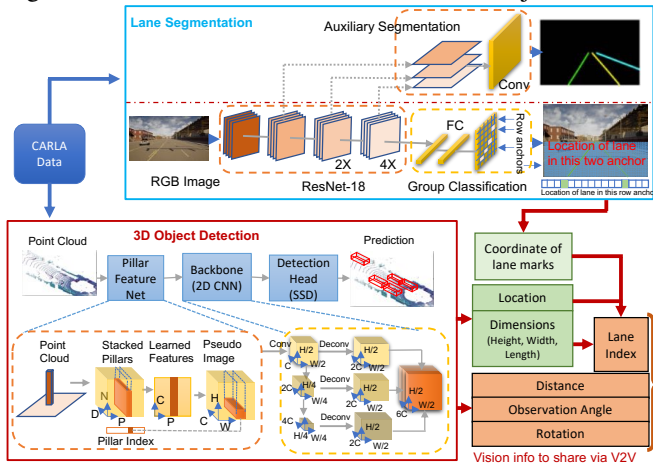 Lane Segmentation
Auxiliary Segmentation
Conv
CARLA
Data
RGB Image
2X
4X
ResNet-18
FC
Row anchors
Group Classification
Location of lane
in this two anchor
Location of lane in this row anchor
3D Object Detection
Point Cloud
Prediction
Pillar
Feature
Net
Backbone
(2D CNN)
Detection
Head
(SSD)
Coordinate of
lane marks
Location
Dimensions
(Height, Width,
Length)
Lane
Index
Distance
Observation Angle
Rotation
Vision info to share via V2V
Point
Cloud
Stacked
Pillars
Learned
Features
Pseudo
Image
N
D
P
C
P
H
C
W
Pillar Index
Conv
H/2
W/2
C
Deconv
H/2
W/2
2C
2C
H/4
W/4
Deconv
H/2
W/2
2C
4C
H/4
W/4
Deconv
H/2
W/2
2C
H/2
W/2
6C